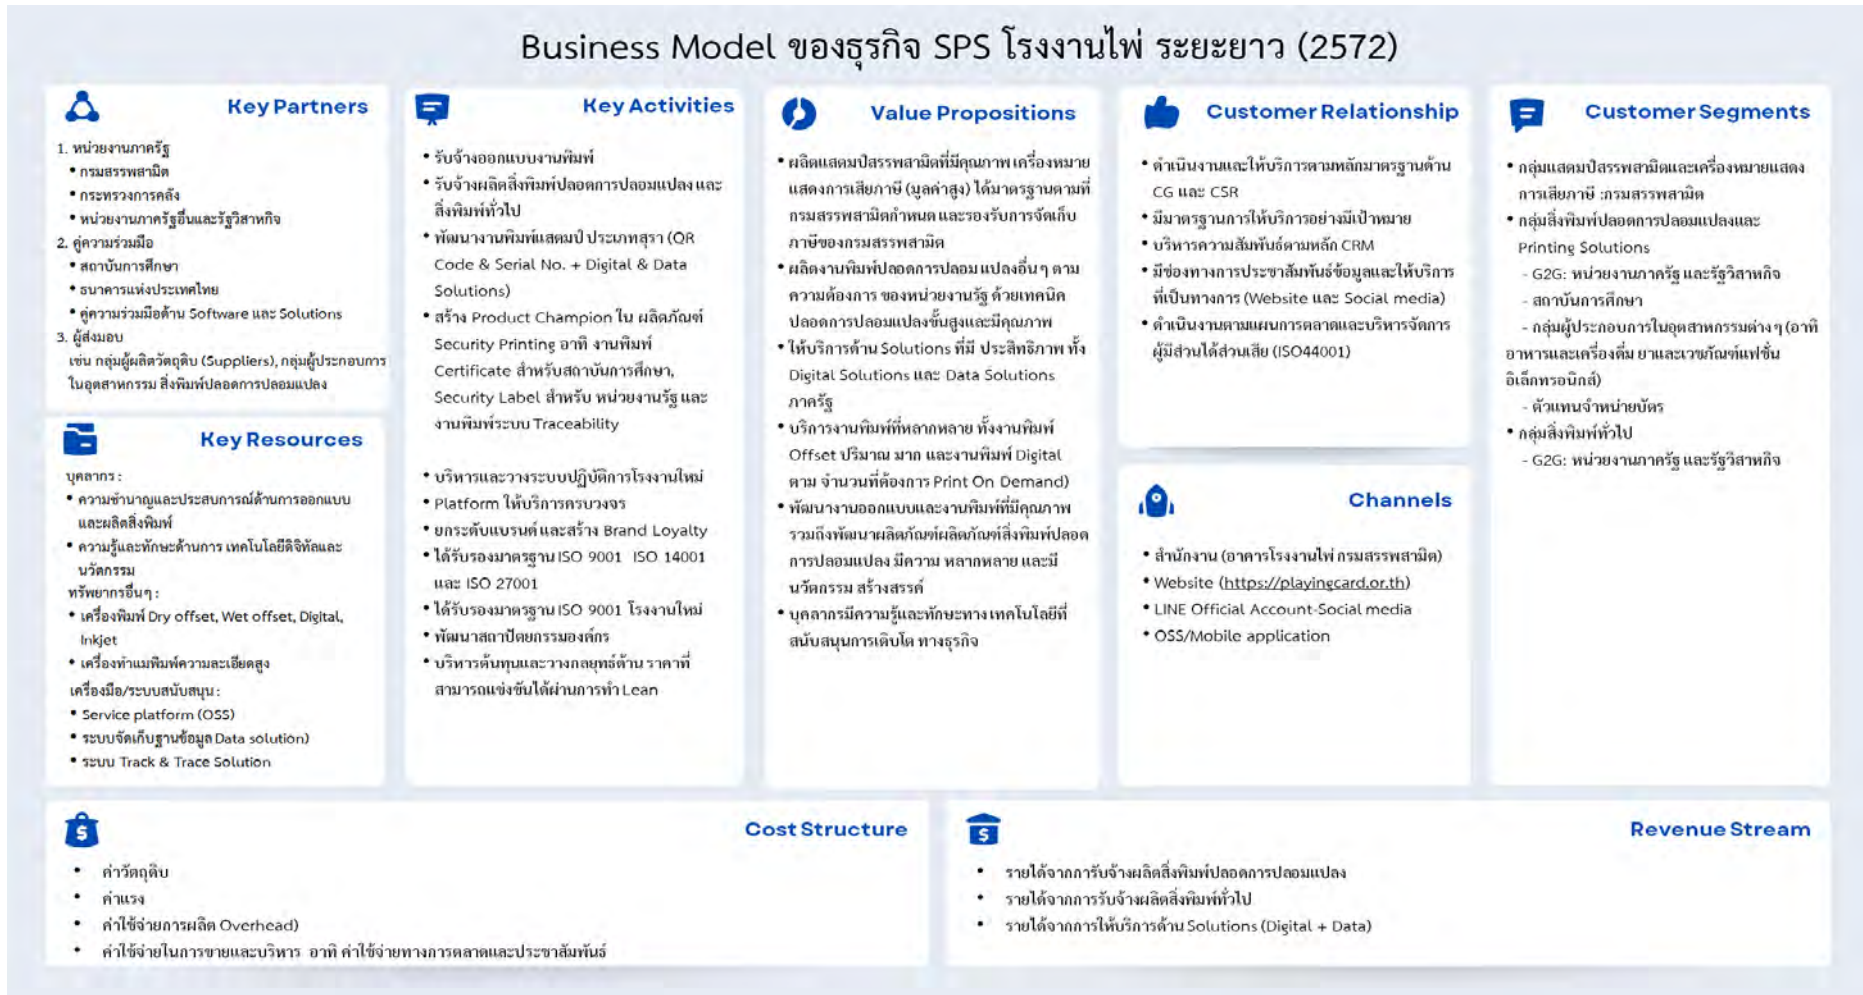 Business Model ของธุรกิจ SPS โรงงานไพ่ ระยะยาว (2572)
Key Partners
1. หน่วยงานภาครัฐ
• กรมสรรพสามิต
• กระทรวงการคลัง
• หน่วยงานภาครัฐอื่นและรัฐวิสาหกิจ
2. คู่ความร่วมมือ
• สถาบันการศึกษา
• ธนาคารแห่งประเทศไทย
• คู่ความร่วมมือด้าน Software และ Solutions
3. ผู้ส่งมอบ
เช่น กลุ่มผู้ผลิตวัตถุดิบ (Suppliers), กลุ่มผู้ประกอบการ
ในอุตสาหกรรม สิ่งพิมพ์ปลอดการปลอมแปลง
Key Resources
บุคลากร :
• ความชำนาญและประสบการณ์ด้านการออกแบบ
และผลิตสิ่งพิมพ์
• ความรู้และทักษะด้านการ เทคโนโลยีดิจิทัลและ
นวัตกรรม
ทรัพยากรอื่นๆ :
• เครื่องพิมพ์ Dry offset, Wet offset, Digital,
Inkjet
• เครื่องทำแมพิมพ์ความละเอียดสูง
เครื่องมือ/ระบบสนับสนุน :
• Service platform (OSS)
• ระบบจัดเก็บฐานข้อมูล Data solution)
• ระบบ Track & Trace Solution
Key Activities
• รับจ้างออกแบบงานพิมพ์
• รับจ้างผลิตสิ่งพิมพ์ปลอดการปลอมแปลง และ
สิ่งพิมพ์ทั่วไป
• พัฒนางานพิมพ์แสตมป์ ประเภทสุรา (QR
Code & Serial No. + Digital & Data
Solutions)
• สร้าง Product Champion ใน ผลิตภัณฑ์
Security Printing อาทิ งานพิมพ์
Certificate สำหรับสถาบันการศึกษา,
Security Label สำหรับ หน่วยงานรัฐ และ
งานพิมพ์ระบบ Traceability
• บริหารและวางระบบปฏิบัติการโรงงานใหม่
• Platform ให้บริการครบวงจร
• ยกระดับแบรนด์ และสร้าง Brand Loyalty
• ได้รับรองมาตรฐาน ISO 9001 ISO 14001
และ ISO 27001
• ได้รับรองมาตรฐาน ISO 9001 โรงงานใหม่
• พัฒนาสถาปัตยกรรมองค์กร
• บริหารต้นทุนและวางกลยุทธ์ด้าน ราคาที่
สามารถแข่งขันได้ผ่านการทำ Lean
Value Propositions
• ผลิตแสตมป์สรรพสามิตที่มีคุณภาพ เครื่องหมาย
แสดงการเสียภาษี (มูลค่าสูง) ได้มาตรฐานตามที่
กรมสรรพสามิตกำหนด และรองรับการจัดเก็บ
ภาษีของกรมสรรพสามิต
• ผลิตงานพิมพ์ปลอดการปลอม แปลงอื่น ๆ ตาม
ความต้องการ ของหน่วยงานรัฐ ด้วยเทคนิค
ปลอดการปลอมแปลงขั้นสูงและมีคุณภาพ
• ให้บริการด้าน Solutions ที่มี ประสิทธิภาพ ทั้ง
Digital Solutions และ Data Solutions
ภาครัฐ
• บริการงานพิมพ์ที่หลากหลาย ทั้งงานพิมพ์
Offset ปริมาณ มาก และงานพิมพ์ Digital
ตาม จำนวนที่ต้องการ Print On Demand)
• พัฒนางานออกแบบและงานพิมพ์ที่มีคุณภาพ
รวมถึงพัฒนาผลิตภัณฑ์ผลิตภัณฑ์สิ่งพิมพ์ปลอด
การปลอมแปลง มีความ หลากหลาย และมี
นวัตกรรม สร้างสรรค์
• บุคลากรมีความรู้และทักษะทาง เทคโนโลยีที่
สนับสนุนการเติบโต ทางธุรกิจ
Customer Relationship
• ดำเนินงานและให้บริการตามหลักมาตรฐานด้าน
CG และ CSR
• มีมาตรฐานการให้บริการอย่างมีเป้าหมาย
• บริหารความสัมพันธ์ตามหลัก CRM
• มีช่องทางการประชาสัมพันธ์ข้อมูลและให้บริการ
ที่เป็นทางการ (Website และ Social media)
• ดำเนินงานตามแผนการตลาดและบริหารจัดการ
ผู้มีส่วนได้ส่วนเสีย (ISO44001)
Channels
• สำนักงาน (อาคารโรงงานไพ่ กรมสรรพสามิต)
• Website (https://playingcard.or.th)
• LINE Official Account-Social media
• OSS/Mobile application
Customer Segments
• กลุ่มแสตมป์สรรพสามิตและเครื่องหมายแสดง
การเสียภาษี :กรมสรรพสามิต
• กลุ่มสิ่งพิมพ์ปลอดการปลอมแปลงและ
Printing Solutions
- G2G: หน่วยงานภาครัฐ และรัฐวิสาหกิจ
- สถาบันการศึกษา
- กลุ่มผู้ประกอบการในอุตสาหกรรมต่าง ๆ (อาทิ
อาหารและเครื่องดื่ม ยาและเวชภัณฑ์แฟชั่น
อิเล็กทรอนิกส์)
- ตัวแทนจำหน่ายบัตร
• กลุ่มสิ่งพิมพ์ทั่วไป
- G2G: หน่วยงานภาครัฐ และรัฐวิสาหกิจ
Cost Structure
• ค่าวัตถุดิบ
• ค่าแรง
• ค่าใช้จ่ายการผลิต Overhead)
• ค่าใช้จ่ายในการขายและบริหาร อาทิ ค่าใช้จ่ายทางการตลาดและประชาสัมพันธ์
Revenue Stream
• รายได้จากการับจ้างผลิตสิ่งพิมพ์ปลอดการปลอมแปลง
• รายได้จากการรับจ้างผลิตสิ่งพิมพ์ทั่วไป
• รายได้จากการให้บริการด้าน Solutions (Digital + Data)